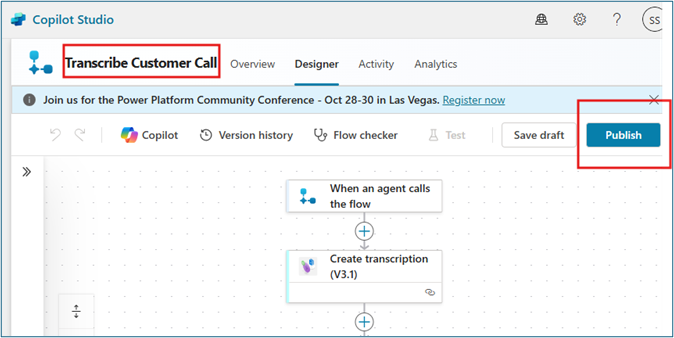 Copilot Studio
?
SS
Transcribe Customer Call
Overview
Designer
Activity
Analytics
Join us for the Power Platform Community Conference - Oct 28-30 in Las Vegas. Register now
Copilot
Version history
Flow checker
Test
Save draft
Publish
When an agent calls
the flow
Create transcription
(V3.1)